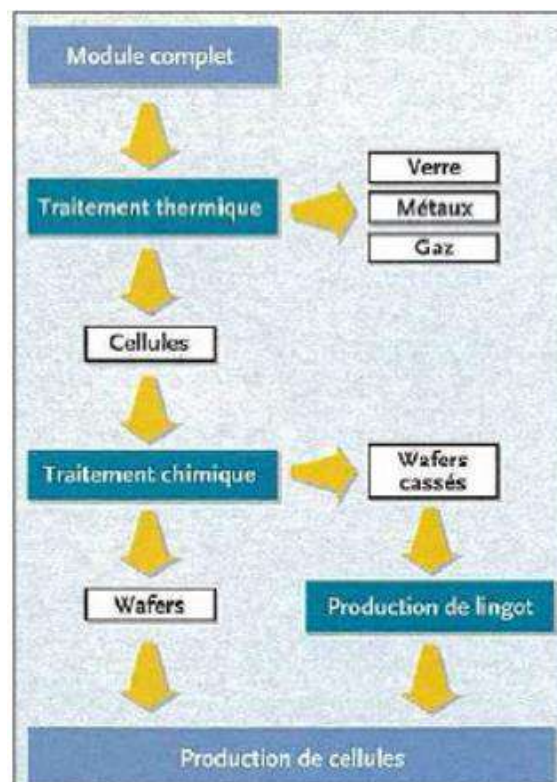 Module complet
Traitement thermique
Verre
Métaux
Gaz
Cellules
Traitement chimique
Wafers
cassés
Wafers
Production de lingot
Production de cellules